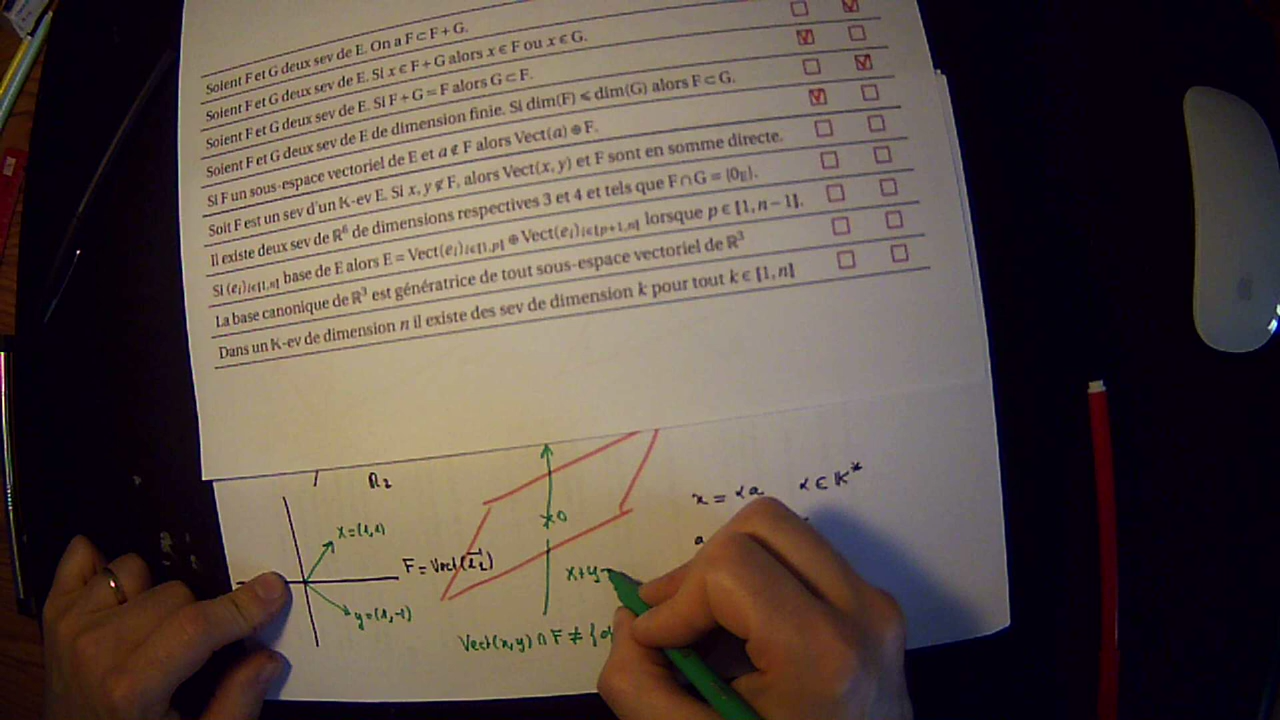 Soient F et G deux sev de E. On a F ⊂ F + G.
Soient F et G deux sev de E. Si x ∈ F + G alors x ∈ F ou x ∈ G.
Soient F et G deux sev de E. Si F + G = F alors G ⊂ F.
Soient F et G deux sev de E de dimension finie. Si dim(F) ⩽ dim(G) alors F ⊂ G.
Si F un sous-espace vectoriel de E et a ∉ F alors Vect(a) ⊕ F.
Soit F est un sev d'un K-ev E. Si x, y ∉ F, alors Vect(x, y) et F sont en somme directe.
Il existe deux sev de R⁶ de dimensions respectives 3 et 4 et tels que F ∩ G = {0E}.
Si (ei)i∈[1,n] base de E alors E = Vect(ei)i∈[1,p] ⊕ Vect(ei)i∈[p+1,n] lorsque p ∈ [1, n − 1].
La base canonique de R³ est génératrice de tout sous-espace vectoriel de R³
Dans un K-ev de dimension n il existe des sev de dimension k pour tout k ∈ [1, n]
x = αa α ∈ K*
x=(1,1)
0
a
F = Vect(
x+y
y=(1,-1)
Vect(x,y) ∩ F ≠ {0